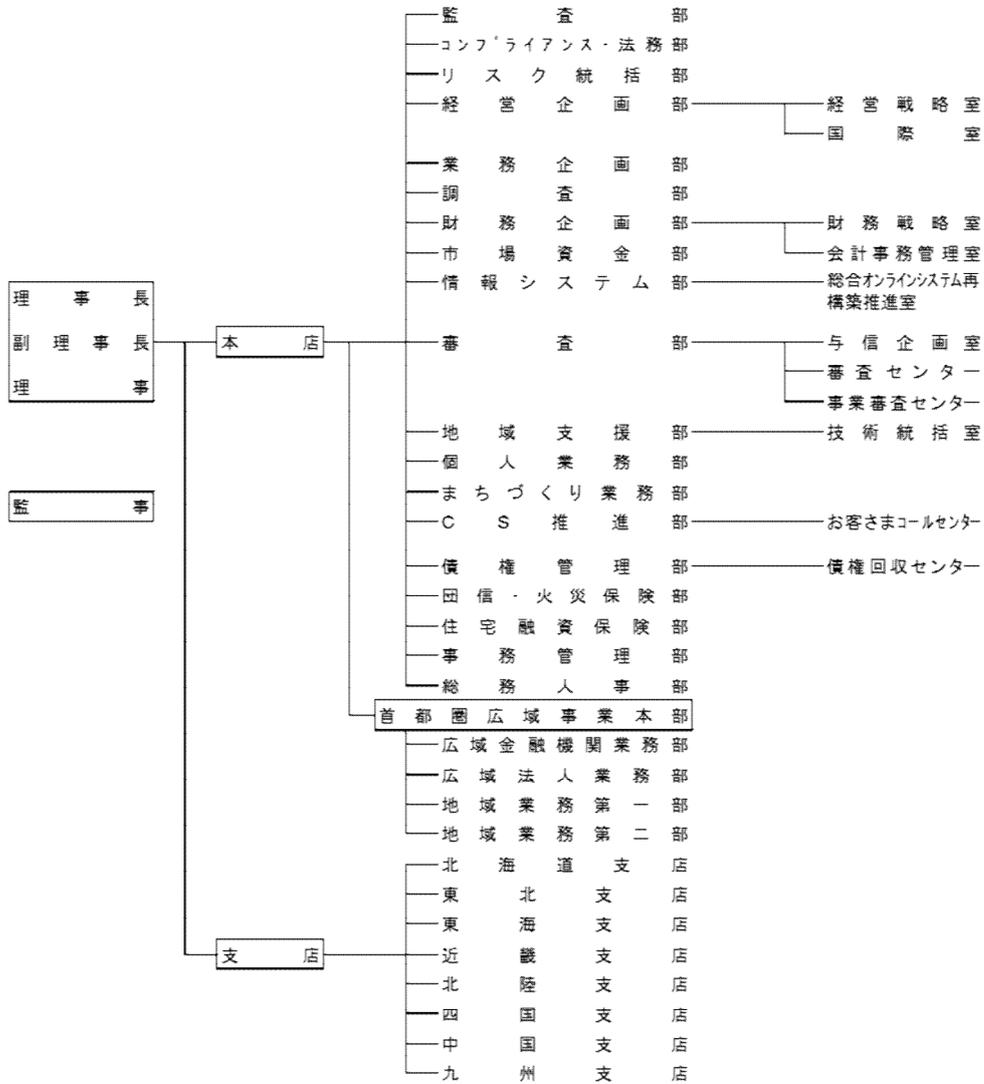 監査部
コンプライアンス・法務部
リスク統括部
経営企画部 経営戦略室
国際室
業務企画部
調査部
財務企画部 財務戦略室
市場資金部 会計事務管理室
情報システム部 総合オンラインシステム再
構築推進室
理事長
副理事長 本店 審査部 与信企画室
審査センター
理事 事業審査センター
地域支援部 技術統括室
個人業務部
まちづくり業務部
監事
CS推進部 お客さまコールセンター
債権管理部 債権回収センター
団信・火災保険部
住宅融資保険部
事務管理部
総務人事部
首都圏広域事業本部
広域金融機関業務部
広域法人業務部
地域業務第一部
地域業務第二部
北海道支店
東北支店
東海支店
支店 近畿支店
北陸支店
四国支店
中国支店
九州支店